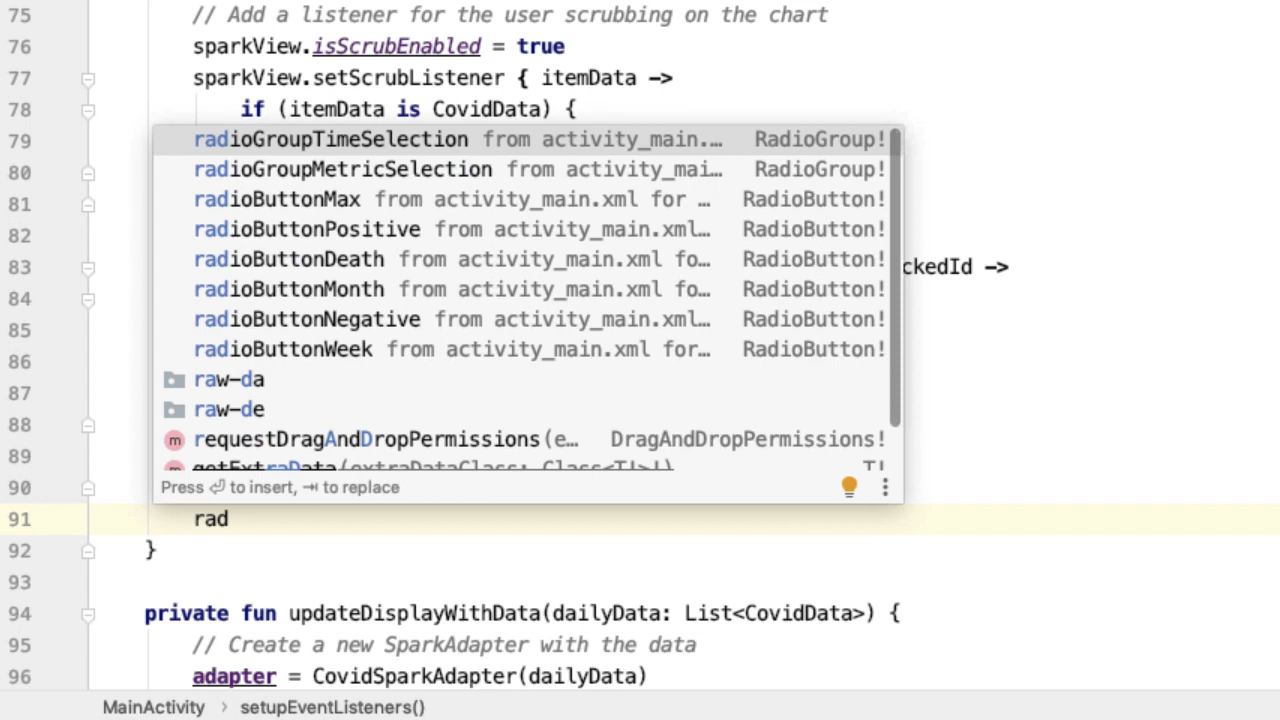 75 // Add a listener for the user scrubbing on the chart
76 sparkView.isScrubEnabled = true
77 sparkView.setScrubListener { itemData ->
78 if (itemData is CovidData) {
79 radioGroupTimeSelection from activity_main.… RadioGroup!
80 radioGroupMetricSelection from activity_mai… RadioGroup!
81 radioButtonMax from activity_main.xml for … RadioButton!
82 radioButtonPositive from activity_main.xml… RadioButton!
83 radioButtonDeath from activity_main.xml fo… RadioButton! ckedId ->
84 radioButtonMonth from activity_main.xml fo… RadioButton!
85 radioButtonNegative from activity_main.xml… RadioButton!
86 radioButtonWeek from activity_main.xml for… RadioButton!
87 raw-da
88 raw-de
89 requestDragAndDropPermissions(e… DragAndDropPermissions!
getExtraData(extraDataClass: Class<T!>!) T!
90 Press ⏎ to insert, ⇥ to replace
91 rad
92 }
93
94 private fun updateDisplayWithData(dailyData: List<CovidData>) {
95 // Create a new SparkAdapter with the data
96 adapter = CovidSparkAdapter(dailyData)
MainActivity › setupEventListeners()